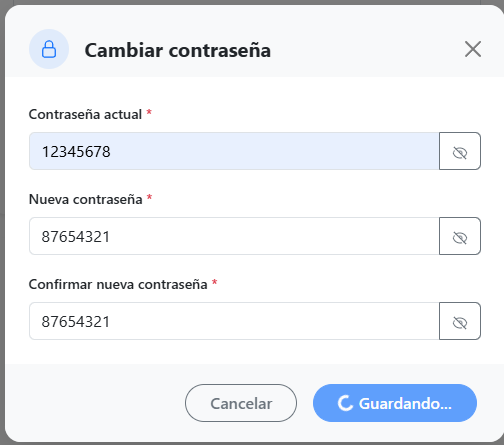 Cambiar contraseña
Contraseña actual *
12345678
Nueva contraseña *
87654321
Confirmar nueva contraseña *
87654321
Cancelar
Guardando...